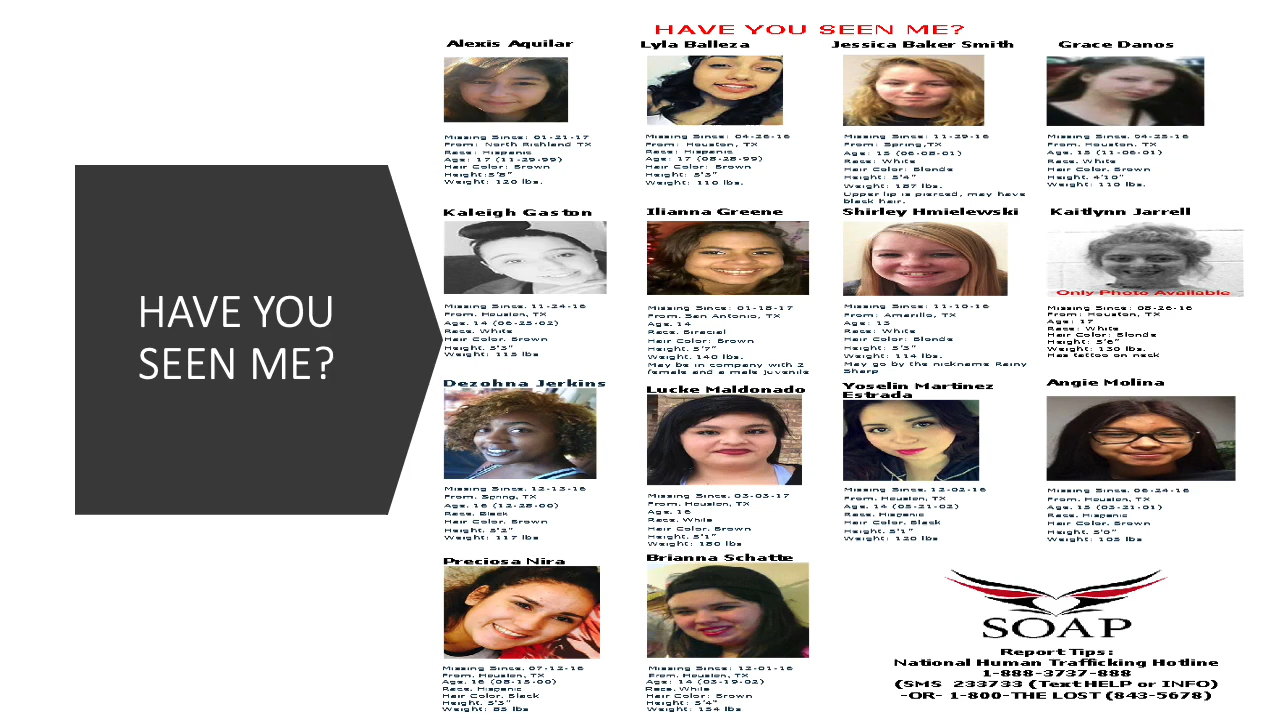 HAVE YOU
SEEN ME?
HAVE YOU SEEN ME?
Alexis Aquilar
Missing Since: 01-21-17
From: North Richland TX
Race: Hispanic
Age: 17 (11-29-99)
Hair Color: Brown
Height:5'8"
Weight: 120 lbs.
Lyla Balleza
Missing Since: 04-26-16
From: Houston, TX
Race: Hispanic
Age: 17 (08-28-99)
Hair Color: Brown
Height: 5'3"
Weight: 110 lbs.
Jessica Baker Smith
Missing Since: 11-29-16
From: Spring,TX
Age: 15 (06-08-01)
Race: White
Hair Color: Blonde
Height: 5'4"
Weight: 187 lbs.
Upper lip is pierced, may have
black hair.
Grace Danos
Missing Since. 04-25-16
From. Houston, TX
Age. 15 (11-06-01)
Race. White
Hair Color: Brown
Height. 4'10"
Weight: 110 lbs.
Kaleigh Gaston
Missing Since. 11-24-16
From. Houston, TX
Age. 14 (06-25-02)
Race. White
Hair Color. Brown
Height. 5'3"
Weight: 115 lbs
Ilianna Greene
Missing Since: 01-18-17
From. San Antonio, TX
Age. 14
Race. Biracial
Hair Color: Brown
Height. 5'7"
Weight. 140 lbs.
May be in company with 2
female and a male juvenile
Shirley Hmielewski
Missing Since: 11-10-16
From: Amarillo, TX
Age: 13
Race: White
Hair Color: Blonde
Height: 5'3"
Weight: 114 lbs.
May go by the nickname Rainy
Sharp
Kaitlynn Jarrell
Only Photo Available
Missing Since: 08-26-16
From: Houston, TX
Age: 17
Race: White
Hair Color: Blonde
Height: 5'6"
Weight: 130 lbs.
Has tattoo on neck
Dezohna Jerkins
Missing Since. 12-13-16
From. Spring, TX
Age. 16 (12-28-00)
Race. Black
Hair Color. Brown
Height. 5'2"
Weight: 117 lbs
Lucke Maldonado
Missing Since. 03-03-17
From. Houston, TX
Age. 16
Race. White
Hair Color: Brown
Height. 5'1"
Weight: 180 lbs
Yoselin Martinez
Estrada
Missing Since. 12-02-16
From. Houston, TX
Age. 14 (05-21-02)
Race. Hispanic
Hair Color. Black
Height. 5'1"
Weight: 120 lbs
Angie Molina
Missing Since. 06-24-16
From. Houston, TX
Age. 15 (03-21-01)
Race. Hispanic
Hair Color: Brown
Height. 5'0"
Weight: 105 lbs
Preciosa Nira
Missing Since. 07-12-16
From. Houston, TX
Age. 16 (08-15-00)
Race. Hispanic
Hair Color. Black
Height. 5'3"
Weight: 85 lbs
Brianna Schatte
Missing Since: 12-01-16
From. Houston, TX
Age: 14 (02-19-02)
Race. White
Hair Color: Brown
Height: 5'4"
Weight: 154 lbs
SOAP
Report Tips:
National Human Trafficking Hotline
1-888-3737-888
(SMS 233733 (Text HELP or INFO)
-OR- 1-800-THE LOST (843-5678)